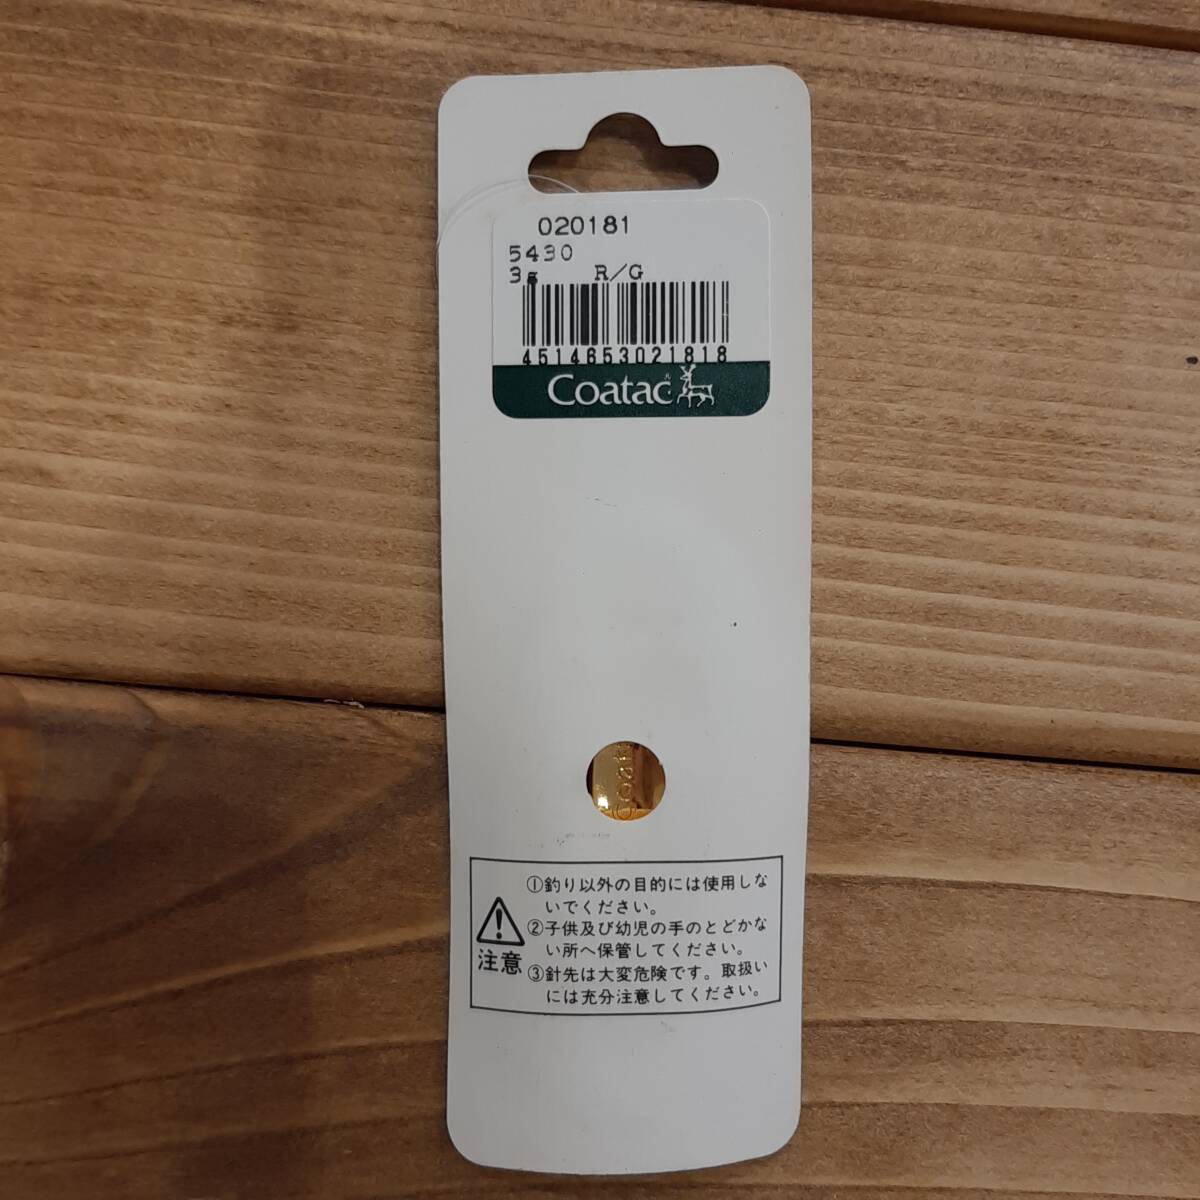 020181
5430
3g R/G
4514653021818
Coatac
Coat
①釣り以外の目的には使用しな
いでください。
②子供及び幼児の手のとどかな
い所へ保管してください。
③針先は大変危険です。取扱い
には充分注意してください。
注意